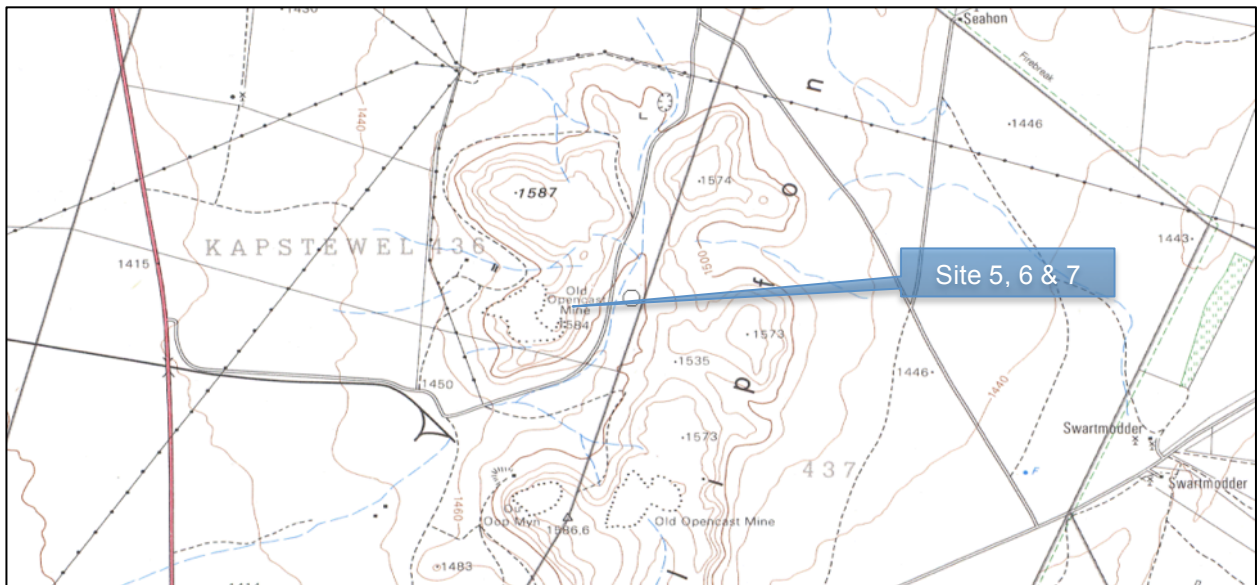 1430
Seahon
Firebreak
n
1440
1446
1587
1574
o
KAPSTEWEL 436
1415
1443
1500
Site 5, 6 & 7
f
Old
Opencast
Mine
1584
1573
1535
1450
1446
1440
p
1573
Swartmodder
437
F
Swartmodder
1460
i
Ou
Oop Myn
Old Opencast Mine
1586.6
1483
l